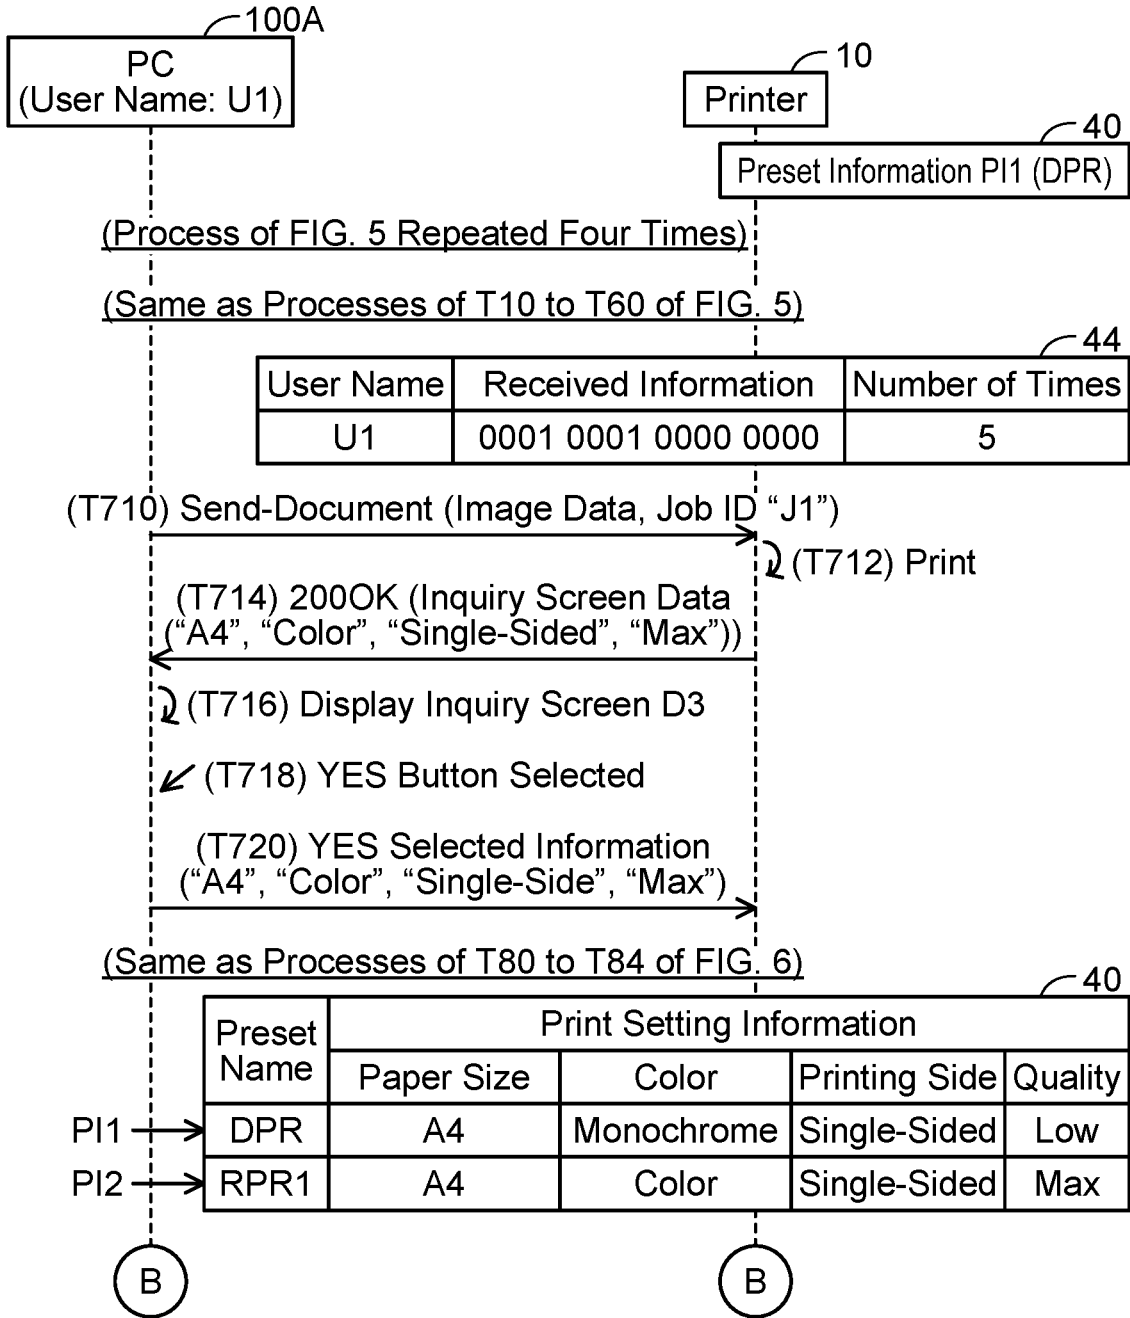 100A
PC
(User Name: U1)
10
Printer
40
Preset Information PI1 (DPR)
(Process of FIG. 5 Repeated Four Times)
(Same as Processes of T10 to T60 of FIG. 5)
44
User Name Received Information Number of Times
U1 0001 0001 0000 0000 5
(T710) Send-Document (Image Data, Job ID “J1”)
(T712) Print
(T714) 200OK (Inquiry Screen Data
(“A4”, “Color”, “Single-Sided”, “Max”))
(T716) Display Inquiry Screen D3
(T718) YES Button Selected
(T720) YES Selected Information
(“A4”, “Color”, “Single-Side”, “Max”)
(Same as Processes of T80 to T84 of FIG. 6)
40
Preset Name Print Setting Information
Paper Size Color Printing Side Quality
PI1 DPR A4 Monochrome Single-Sided Low
PI2 RPR1 A4 Color Single-Sided Max
B B